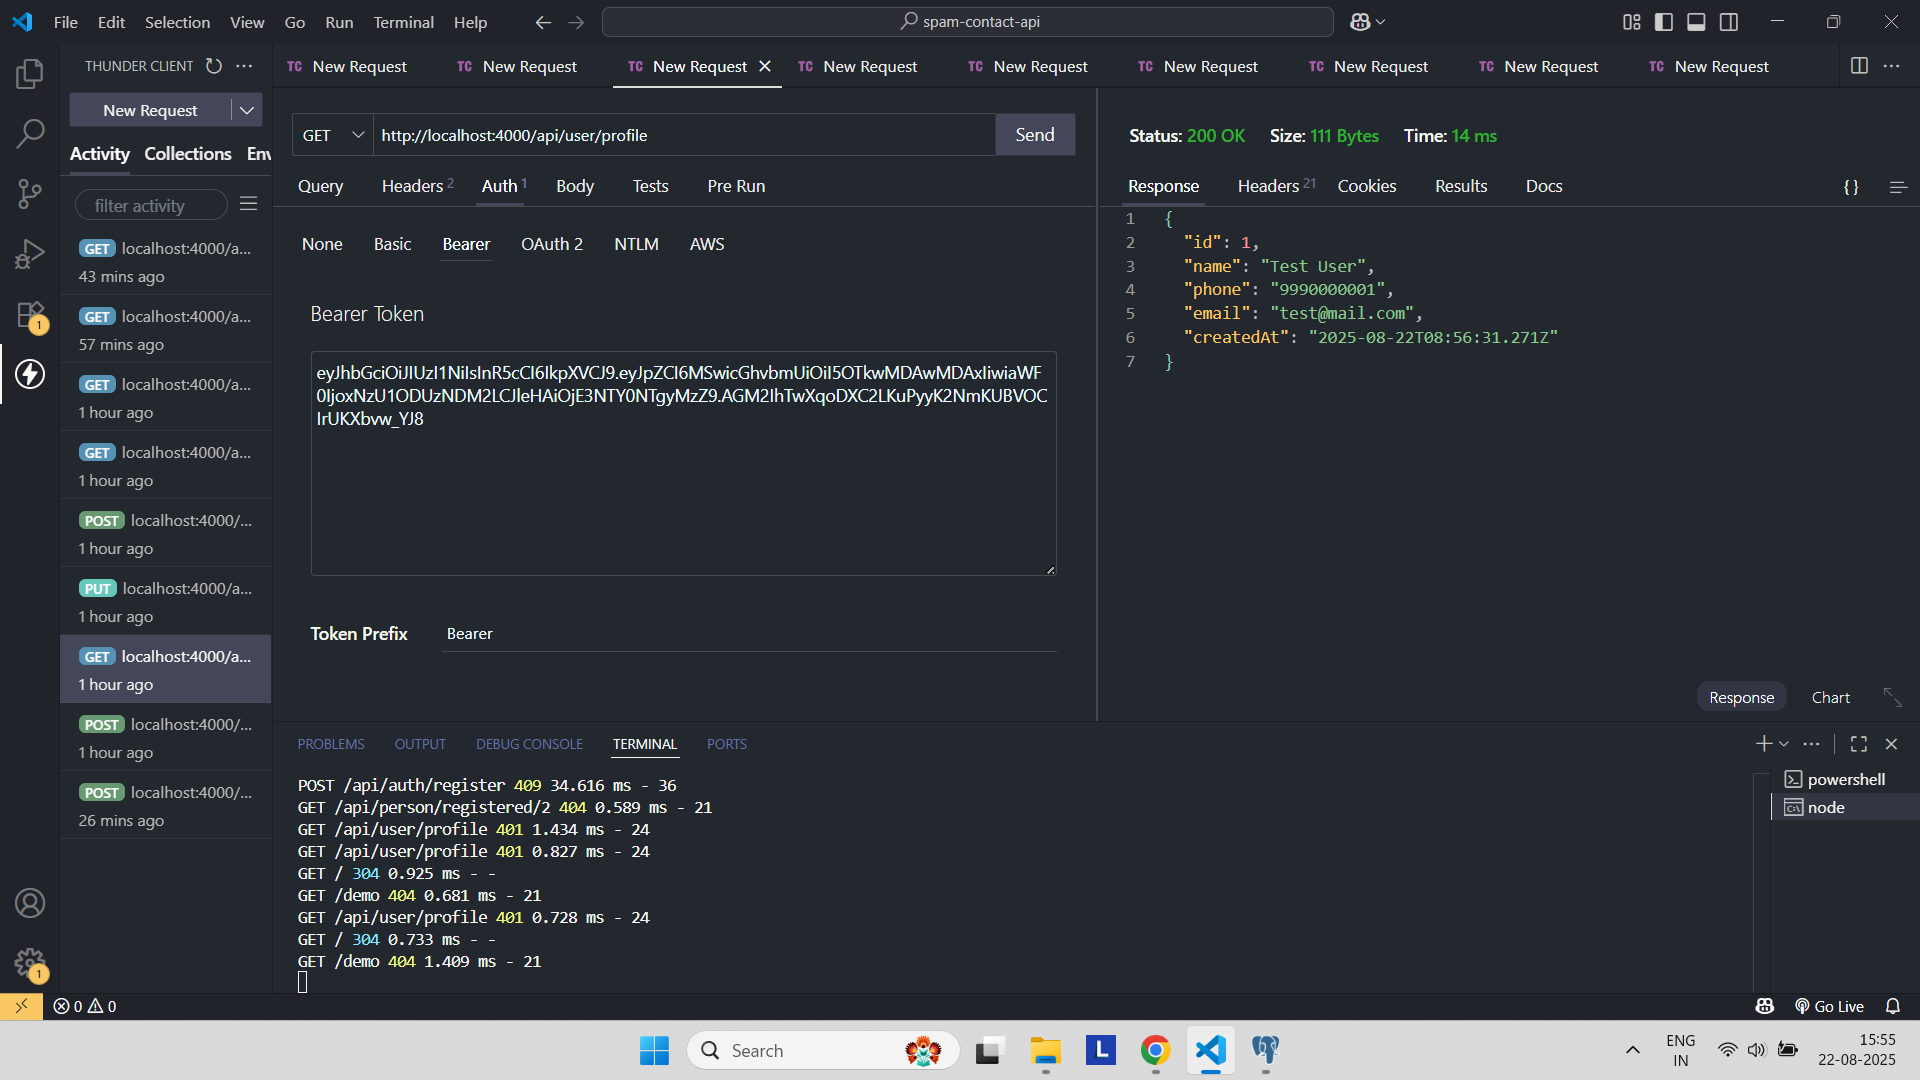 File Edit Selection View Go Run Terminal Help
spam-contact-api
THUNDER CLIENT
New Request
Activity Collections Env
filter activity
GET localhost:4000/a...
43 mins ago
GET localhost:4000/a...
57 mins ago
GET localhost:4000/a...
1 hour ago
GET localhost:4000/a...
1 hour ago
POST localhost:4000/...
1 hour ago
PUT localhost:4000/a...
1 hour ago
GET localhost:4000/a...
1 hour ago
POST localhost:4000/...
1 hour ago
POST localhost:4000/...
26 mins ago
TC New Request TC New Request TC New Request TC New Request TC New Request TC New Request TC New Request TC New Request TC New Request
GET http://localhost:4000/api/user/profile Send
Query Headers 2 Auth 1 Body Tests Pre Run
None Basic Bearer OAuth 2 NTLM AWS
Bearer Token
eyJhbGciOiJIUzI1NiIsInR5cCI6IkpXVCJ9.eyJpZCI6MSwicGhvbmUiOiI5OTkwMDAwMDAxIiwiaWF
0IjoxNzU1ODUzNDM2LCJleHAiOjE3NTY0NTgyMzZ9.AGM2lhTwXqoDXC2LKuPyyK2NmKUBVOC
IrUKXbvw_YJ8
Token Prefix Bearer
Status: 200 OK Size: 111 Bytes Time: 14 ms
Response Headers 21 Cookies Results Docs {}
1 {
2 "id": 1,
3 "name": "Test User",
4 "phone": "9990000001",
5 "email": "test@mail.com",
6 "createdAt": "2025-08-22T08:56:31.271Z"
7 }
Response Chart
PROBLEMS OUTPUT DEBUG CONSOLE TERMINAL PORTS
POST /api/auth/register 409 34.616 ms - 36
GET /api/person/registered/2 404 0.589 ms - 21
GET /api/user/profile 401 1.434 ms - 24
GET /api/user/profile 401 0.827 ms - 24
GET / 304 0.925 ms - -
GET /demo 404 0.681 ms - 21
GET /api/user/profile 401 0.728 ms - 24
GET / 304 0.733 ms - -
GET /demo 404 1.409 ms - 21
powershell
node
1
1
0 0
Go Live
Search
L
ENG
IN
15:55
22-08-2025